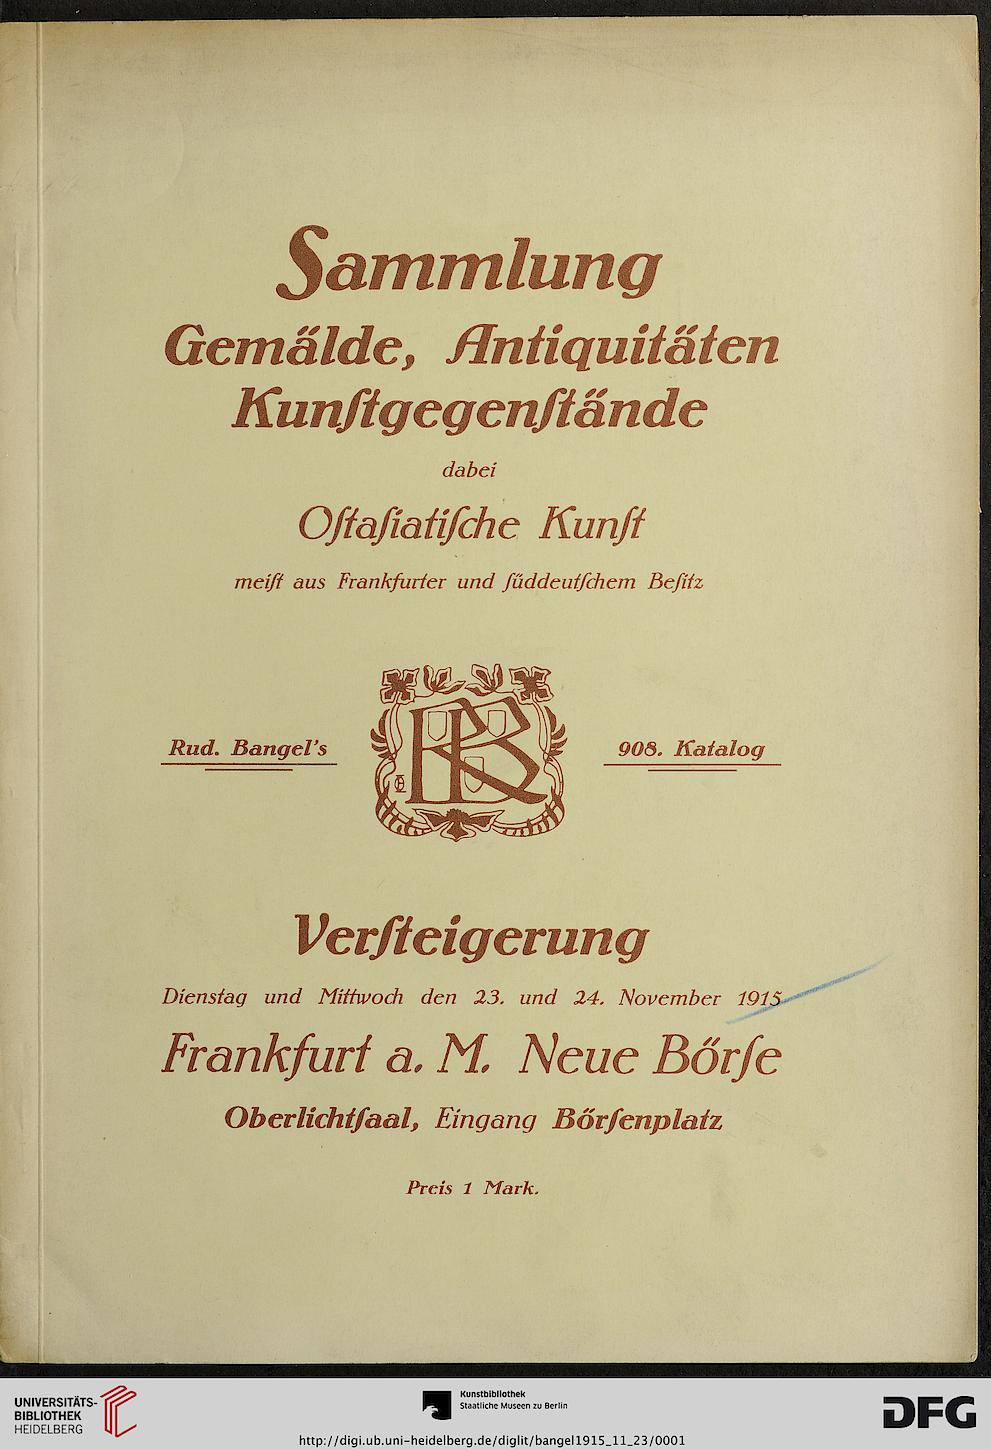 Sammlung
Gemälde, Antiquitäten
Kunſtgegenſtände
dabei
Oſtaſiatiſche Kunſt
meiſt aus Frankfurter und ſüddeutſchem Beſitz
Rud. Bangel's
RB
908. Katalog
Verſteigerung
Dienstag und Mittwoch den 23. und 24. November 1915
Frankfurt a. M. Neue Börſe
Oberlichtſaal, Eingang Börſenplatz
Preis 1 Mark.
UNIVERSITÄTS-
BIBLIOTHEK
HEIDELBERG
Kunstbibliothek
Staatliche Museen zu Berlin
DFG
http://digi.ub.uni-heidelberg.de/diglit/bangel1915_11_23/0001